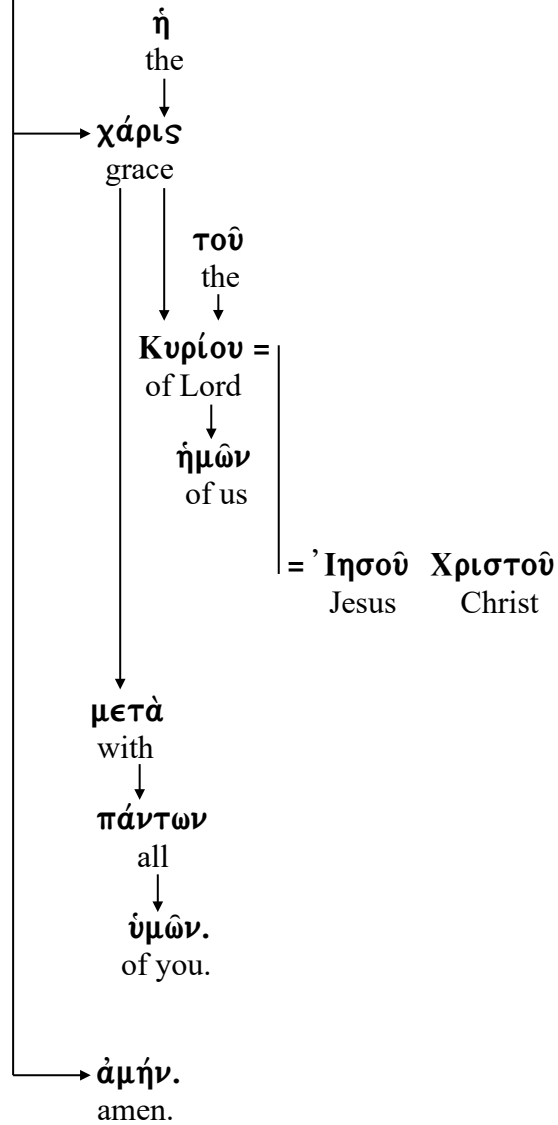 ἡ
the
χάρις
grace
τοῦ
the
Κυρίου =
of Lord
ἡμῶν
of us
= Ἰησοῦ Χριστοῦ
Jesus Christ
μετὰ
with
πάντων
all
ὑμῶν.
of you.
ἀμήν.
amen.